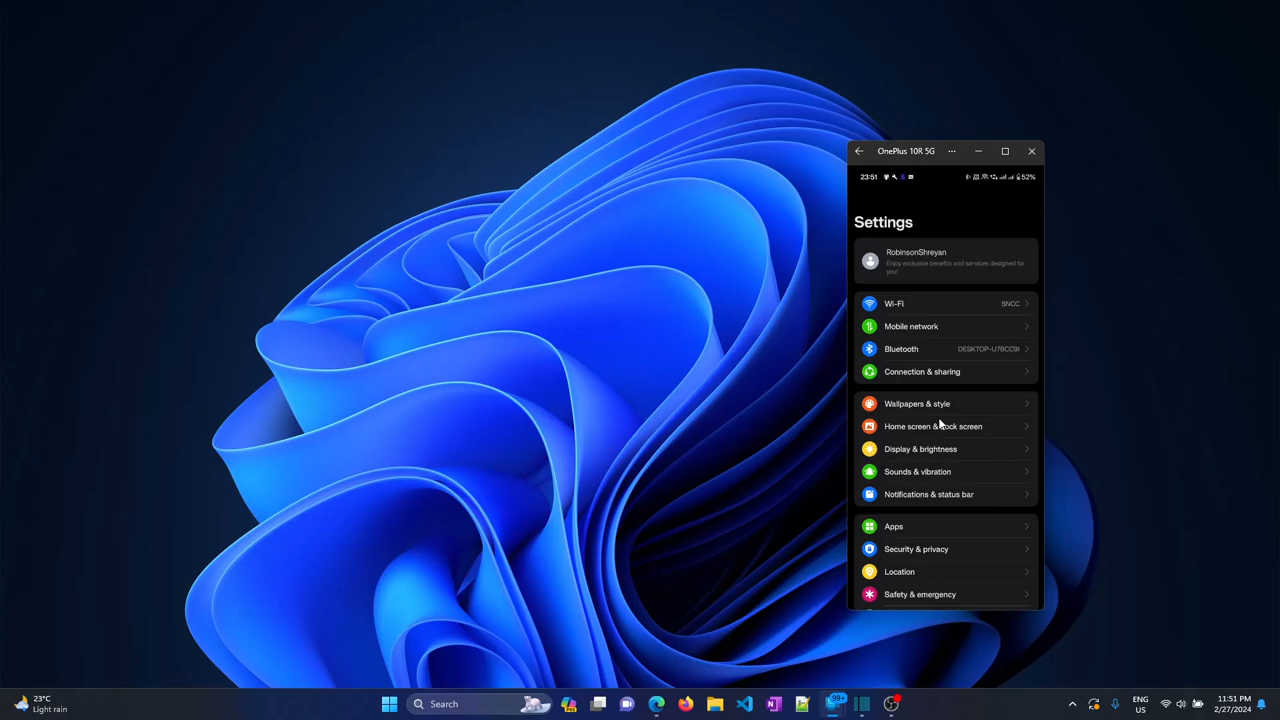 OnePlus 10R 5G
23:51
52%
Settings
RobinsonShreyan
Enjoy exclusive benefits and services designed for
you!
Wi-Fi SNCC
Mobile network
Bluetooth
Connection & sharing
Wallpapers & style
Home screen & lock screen
Display & brightness
Sounds & vibration
Notifications & status bar
Apps
Security & privacy
Location
Safety & emergency
23°C
Light rain
Search
PRE
99+
ENG
US
11:51 PM
2/27/2024